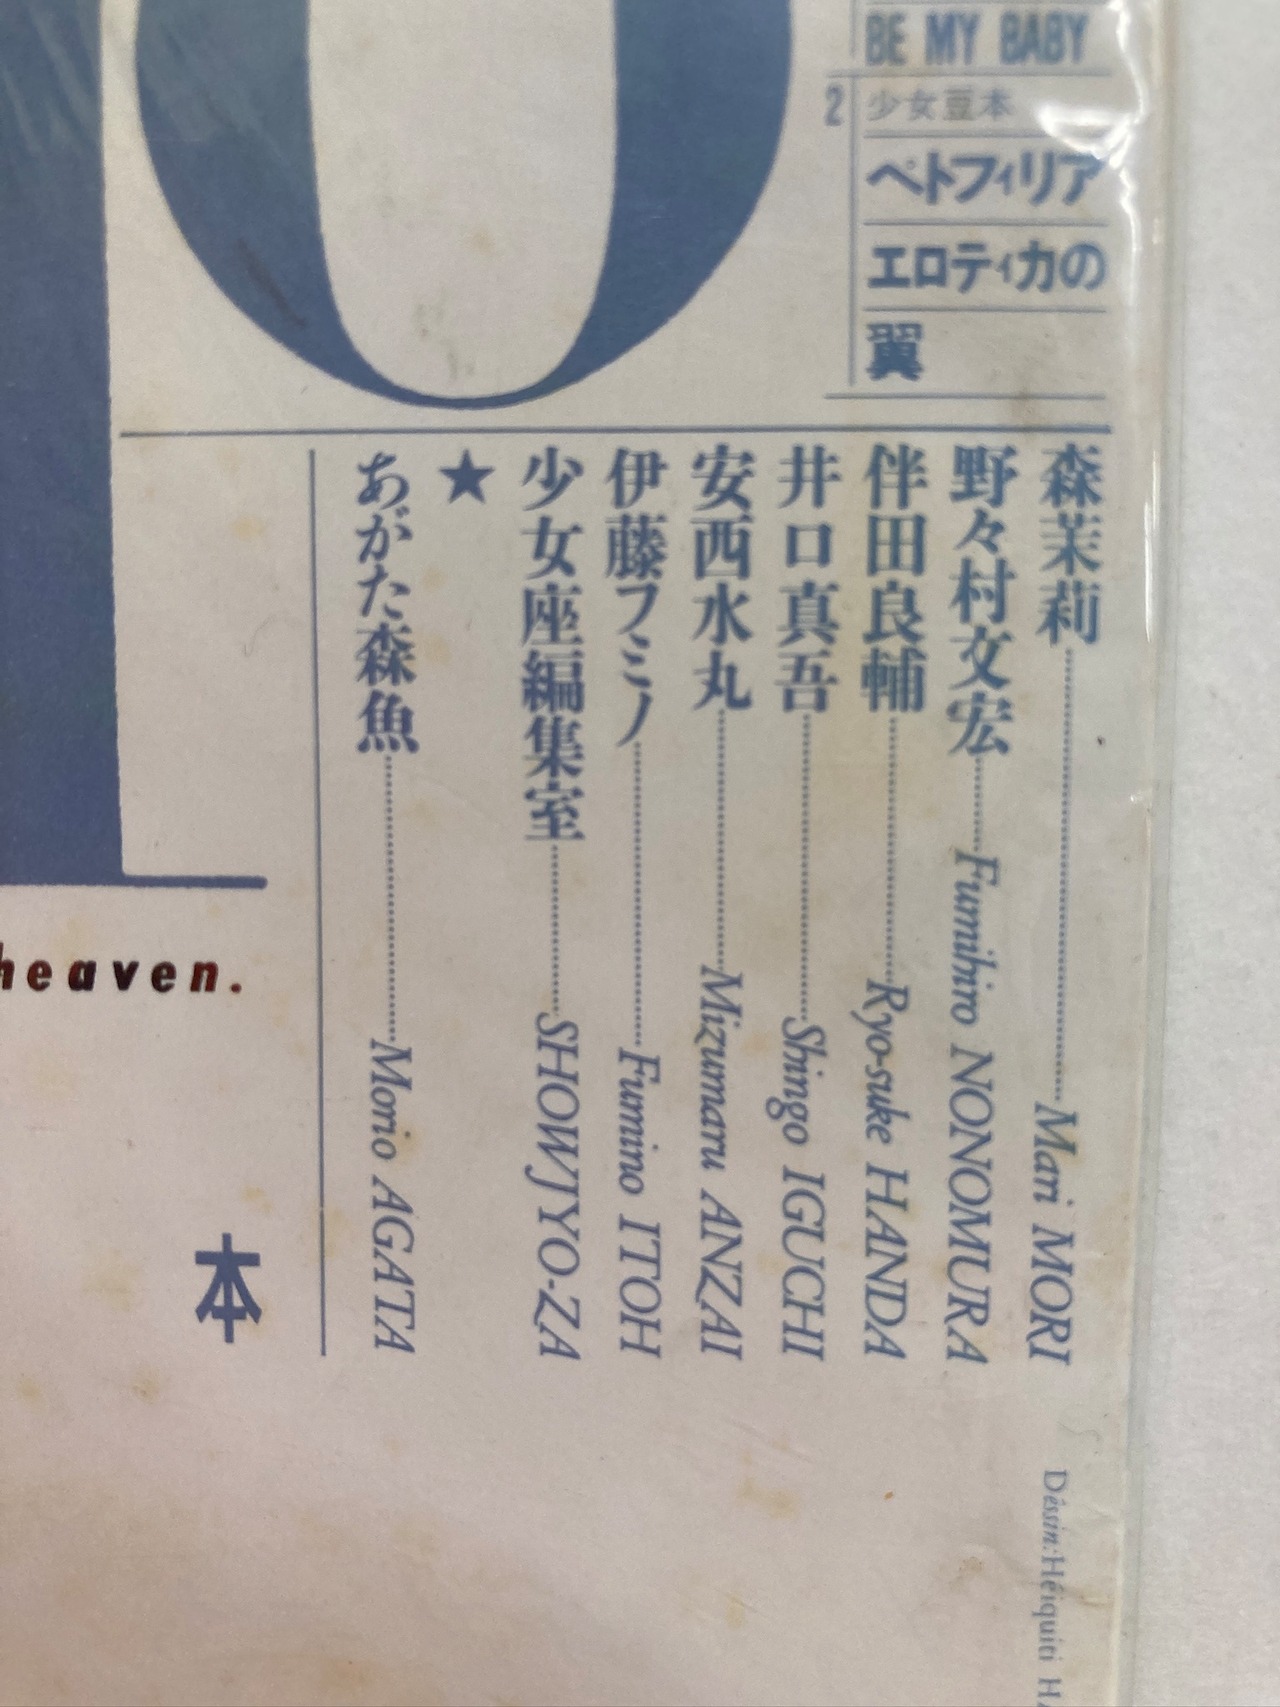 BE MY BABY
2
少女豆本
ペトフィリア
エロティカの
翼
森茉莉 Mari MORI
野々村文宏 Fumihiro NONOMURA
伴田良輔 Ryo-suke HANDA
井口真吾 Shingo IGUCHI
安西水丸 Mizumaru ANZAI
伊藤フミノ Fumino ITOH
少女座編集室 SHOWJYO-ZA
★
あがた森魚 Morio AGATA
heaven.
本
Déssin:Héiquiti